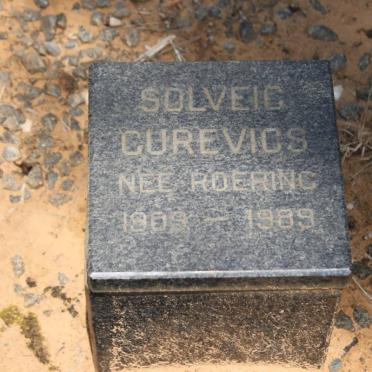 SOLVEIG
GUREVICS
NEE ROERING
1909 - 1989